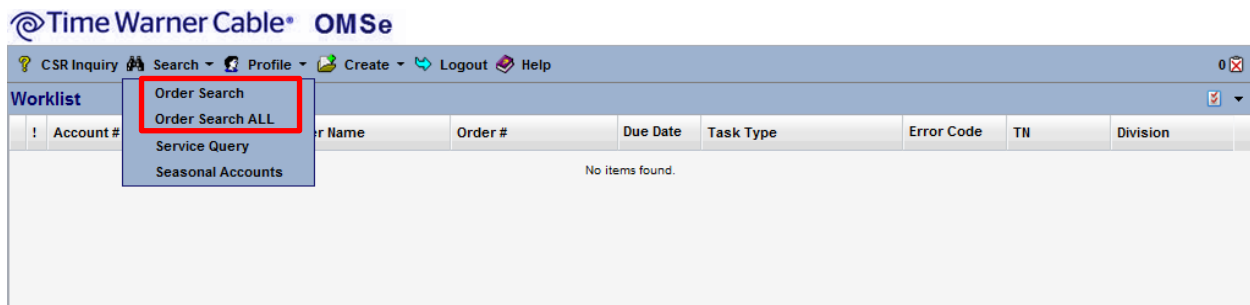 Time Warner Cable® OMSe
CSR Inquiry Search Profile Create Logout Help 0
Worklist
Order Search
Order Search ALL
Service Query
Seasonal Accounts
! Account # er Name Order # Due Date Task Type Error Code TN Division
No items found.